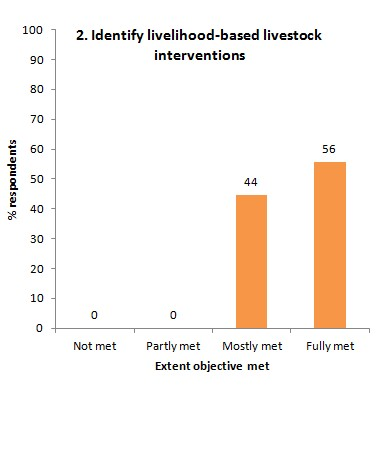 2. Identify livelihood-based livestock
interventions
100
90
80
70
60
50
40
30
20
10
0
% respondents
0
0
44
56
Not met
Partly met
Mostly met
Fully met
Extent objective met